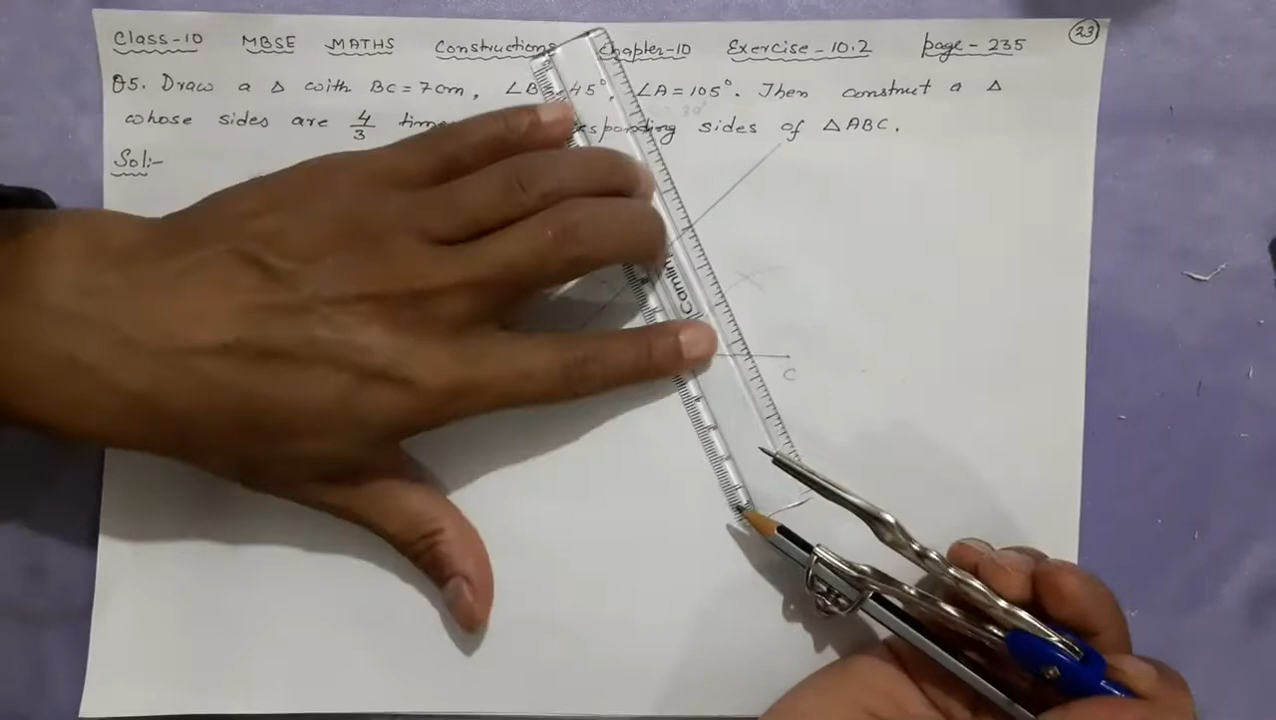 Class-10 MBSE MATHS Constructions Chapter-10 Exercise-10.2 page-235 23
Q5. Draw a Δ with BC = 7cm, ∠B 45°, ∠A = 105°. Then construct a Δ
whose sides are 4/3 sides of ΔABC.
Sol:-
Camlin
C